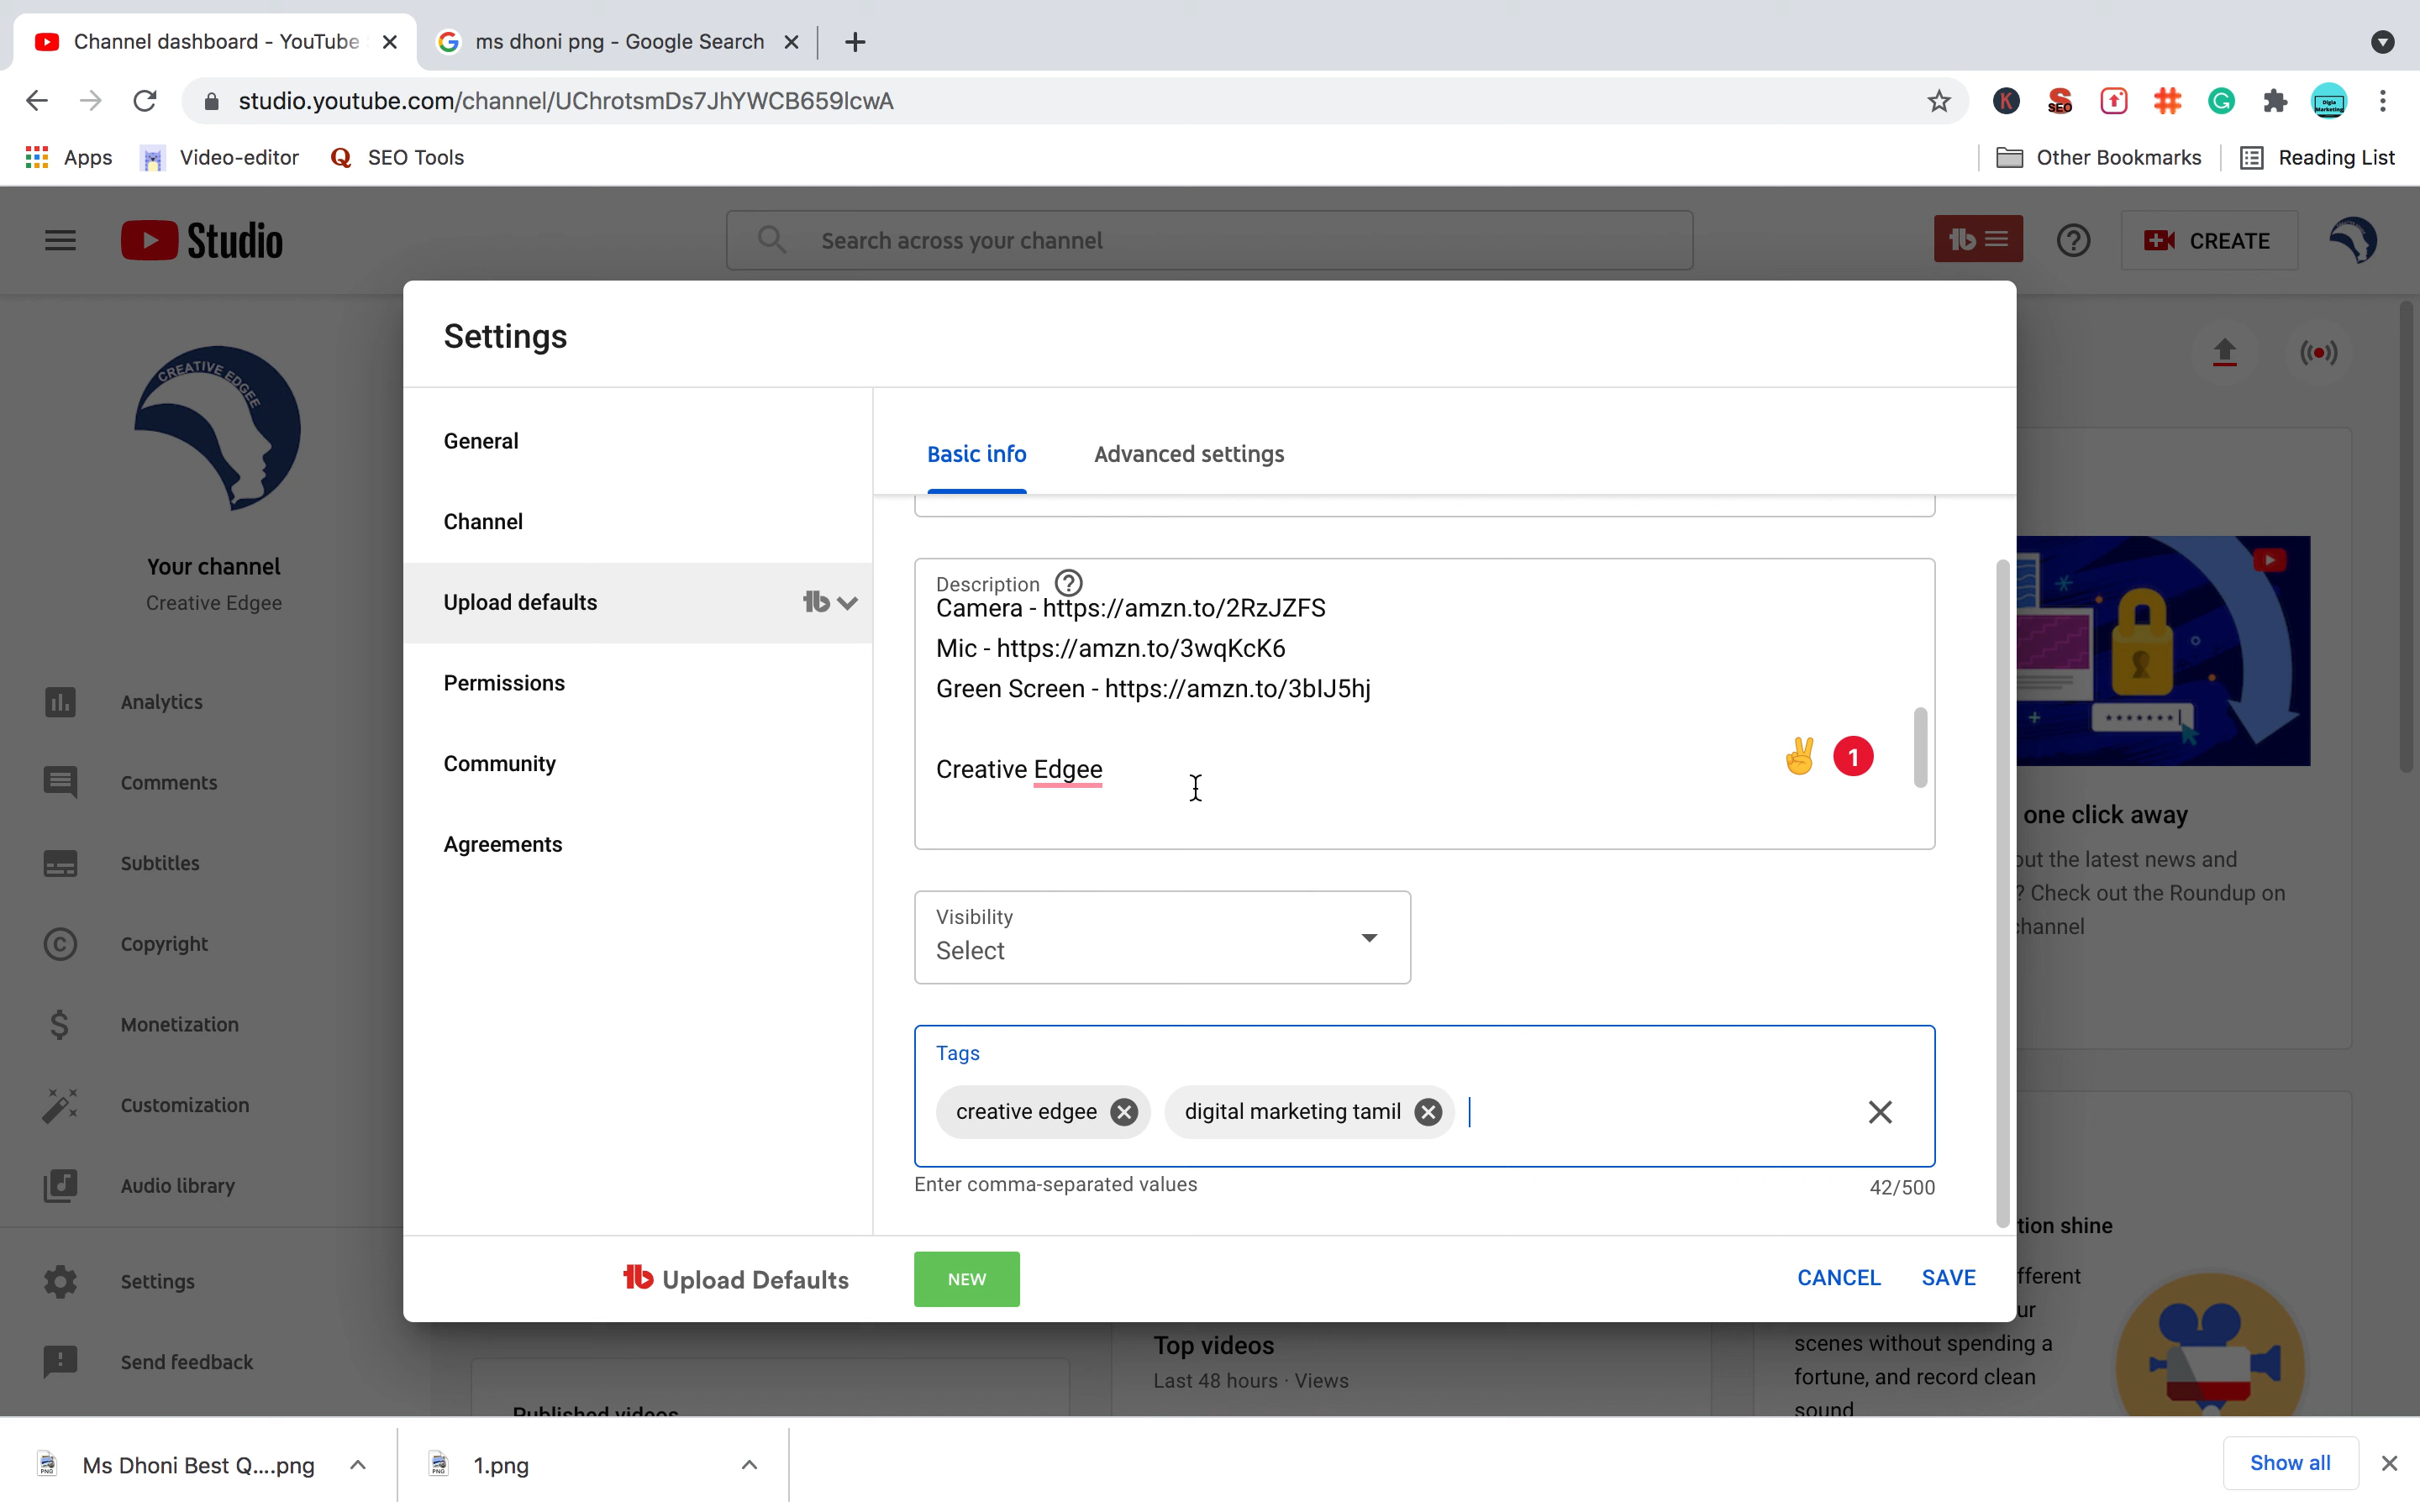 Channel dashboard - YouTube
ms dhoni png - Google Search
studio.youtube.com/channel/UChrotsmDs7JhYWCB659lcwA
K
SEO
G
Apps
Video-editor
Q SEO Tools
Other Bookmarks
Reading List
Studio
Search across your channel
tb
CREATE
Settings
CREATIVE EDGEE
Your channel
Creative Edgee
Analytics
Comments
Subtitles
Copyright
Monetization
Customization
Audio library
Settings
Send feedback
General
Channel
Upload defaults
tb
Permissions
Community
Agreements
Basic info
Advanced settings
Description
Camera - https://amzn.to/2RzJZFS
Mic - https://amzn.to/3wqKcK6
Green Screen - https://amzn.to/3blJ5hj
Creative Edgee
1
Visibility
Select
Tags
creative edgee
digital marketing tamil
Enter comma-separated values
42/500
tb Upload Defaults
NEW
CANCEL
SAVE
one click away
out the latest news and
? Check out the Roundup on
channel
tion shine
fferent
ur
scenes without spending a
fortune, and record clean
sound
Top videos
Last 48 hours · Views
Published videos
Ms Dhoni Best Q....png
1.png
Show all